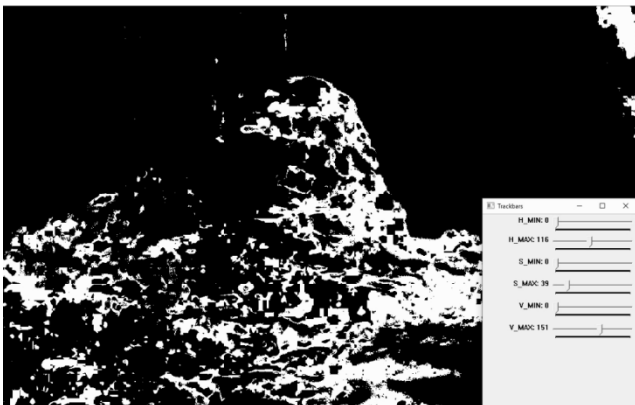 Trackbars
H_MIN: 0
H_MAX: 116
S_MIN: 0
S_MAX: 39
V_MIN: 0
V_MAX: 151